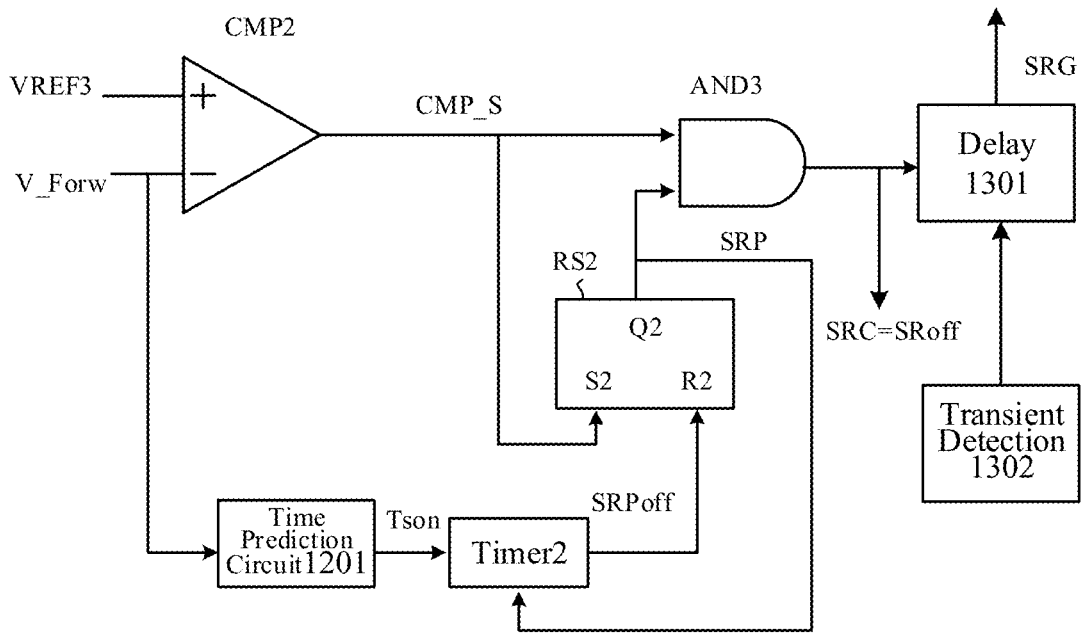 CMP2
SRG
VREF3
+
CMP_S
AND3
V_Forw
−
Delay
1301
SRP
RS2
Q2
S2 R2
SRC=SRoff
Transient
Detection
1302
SRPoff
Time
Prediction
Circuit1201
Tson
Timer2